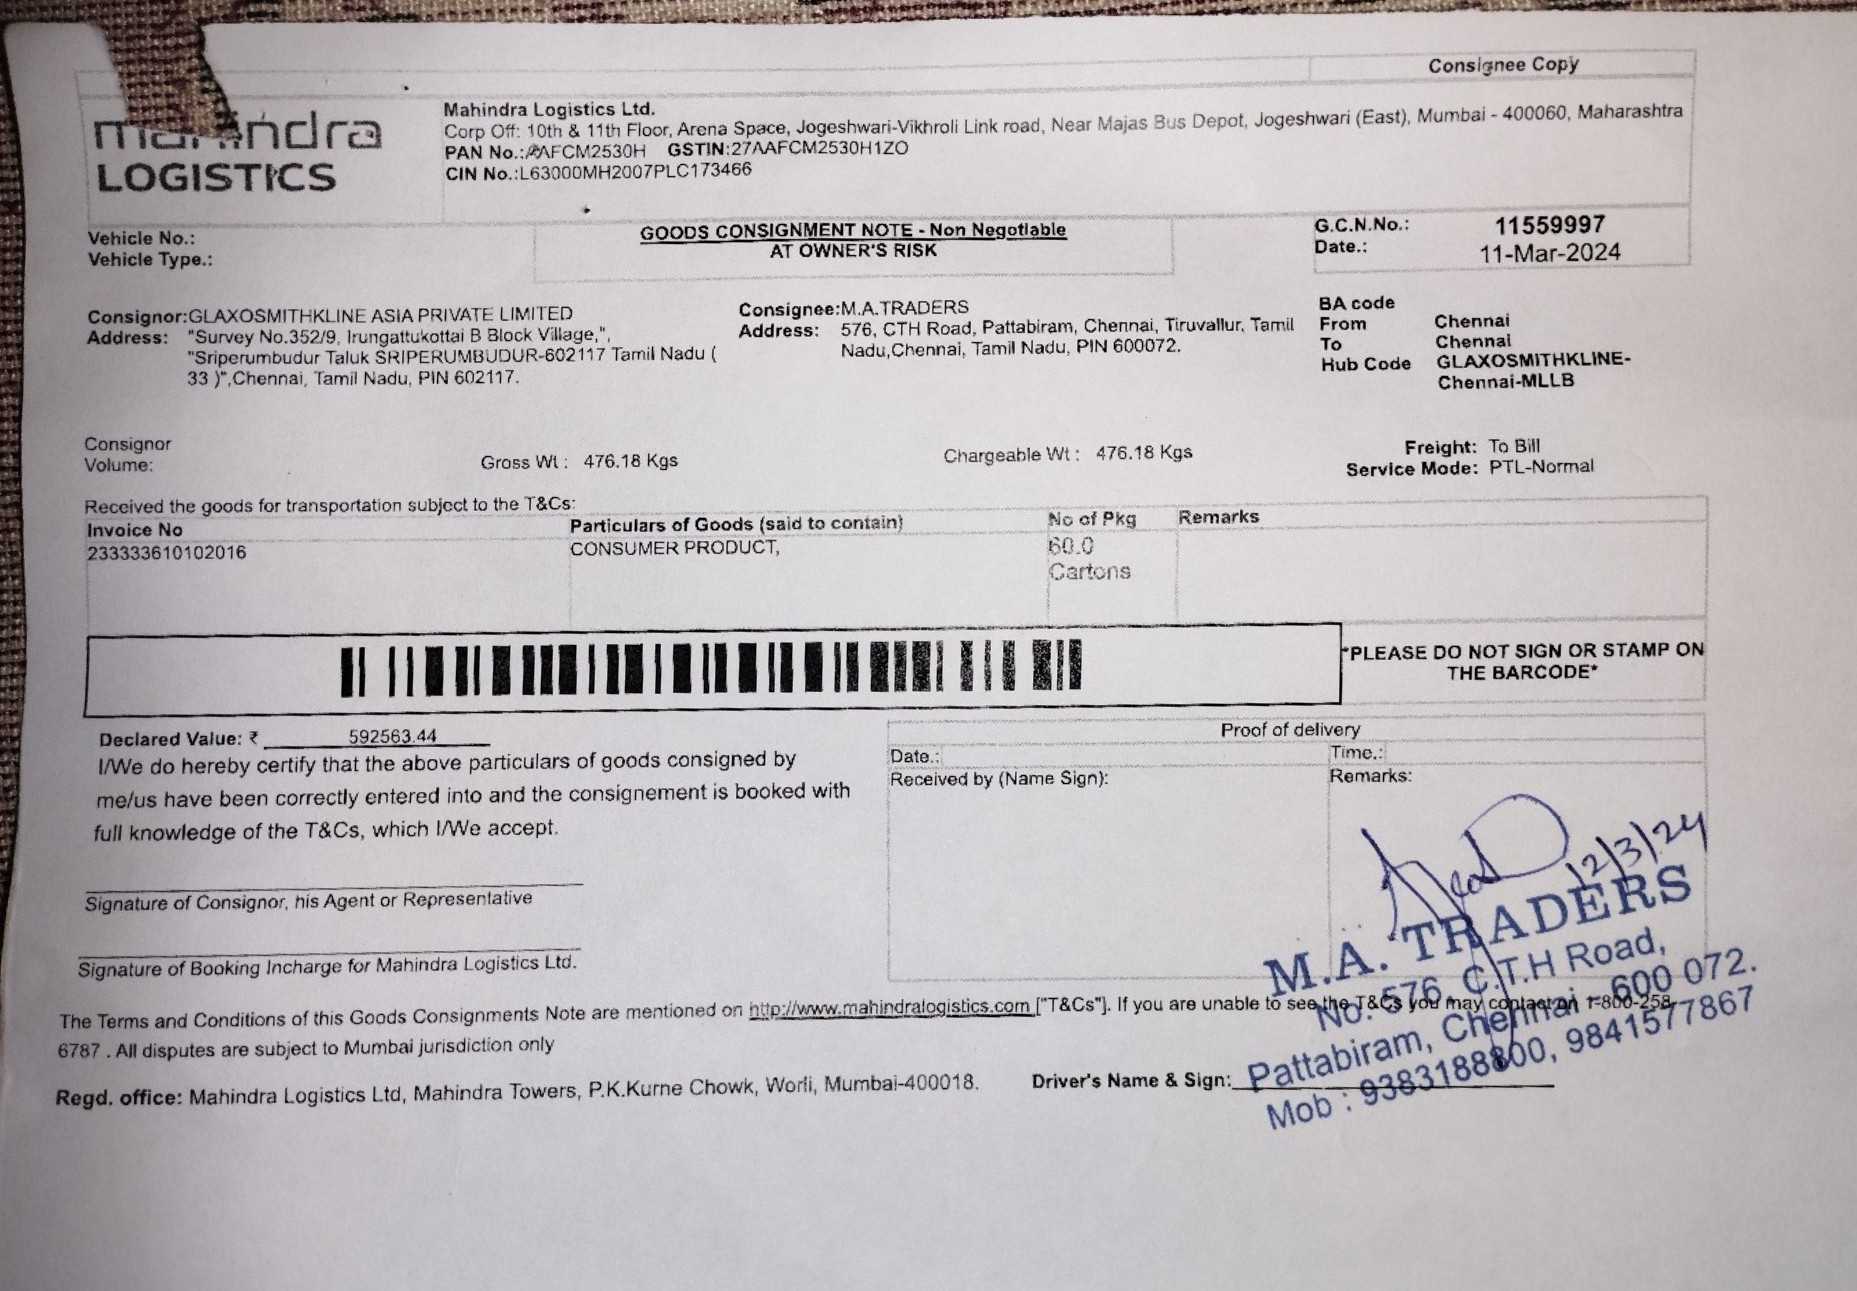 Consignee Copy
mahindra
LOGISTICS
Mahindra Logistics Ltd.
Corp Off: 10th & 11th Floor, Arena Space, Jogeshwari-Vikhroli Link road, Near Majas Bus Depot, Jogeshwari (East), Mumbai - 400060, Maharashtra
PAN No.:AAFCM2530H GSTIN:27AAFCM2530H1ZO
CIN No.:L63000MH2007PLC173466
Vehicle No.:
Vehicle Type.:
GOODS CONSIGNMENT NOTE - Non Negotiable
AT OWNER'S RISK
G.C.N.No.: 11559997
Date.: 11-Mar-2024
Consignor:GLAXOSMITHKLINE ASIA PRIVATE LIMITED
Address: "Survey No.352/9, Irungattukottai B Block Village,",
"Sriperumbudur Taluk SRIPERUMBUDUR-602117 Tamil Nadu (
33 )",Chennai, Tamil Nadu, PIN 602117.
Consignee:M.A.TRADERS
Address: 576, CTH Road, Pattabiram, Chennai, Tiruvallur, Tamil
Nadu,Chennai, Tamil Nadu, PIN 600072.
BA code
From Chennai
To Chennai
Hub Code GLAXOSMITHKLINE-
Chennai-MLLB
Consignor
Volume:
Gross Wt : 476.18 Kgs
Chargeable Wt : 476.18 Kgs
Freight: To Bill
Service Mode: PTL-Normal
Received the goods for transportation subject to the T&Cs:
Invoice No Particulars of Goods (said to contain) No of Pkg Remarks
233333610102016 CONSUMER PRODUCT, 60.0
Cartons
*PLEASE DO NOT SIGN OR STAMP ON
THE BARCODE*
Declared Value: ₹ 592563.44
I/We do hereby certify that the above particulars of goods consigned by
me/us have been correctly entered into and the consignement is booked with
full knowledge of the T&Cs, which I/We accept.
Signature of Consignor, his Agent or Representative
Signature of Booking Incharge for Mahindra Logistics Ltd.
Proof of delivery
Date.: Time.:
Received by (Name Sign): Remarks:
12/3/24
M.A. TRADERS
No. 576, C.T.H Road,
Pattabiram, Chennai - 600 072.
Mob : 9383188800, 9841577867
The Terms and Conditions of this Goods Consignments Note are mentioned on http://www.mahindralogistics.com ["T&Cs"]. If you are unable to see the T&Cs you may contact on 1-800-258-
6787 . All disputes are subject to Mumbai jurisdiction only
Regd. office: Mahindra Logistics Ltd, Mahindra Towers, P.K.Kurne Chowk, Worli, Mumbai-400018.
Driver's Name & Sign: